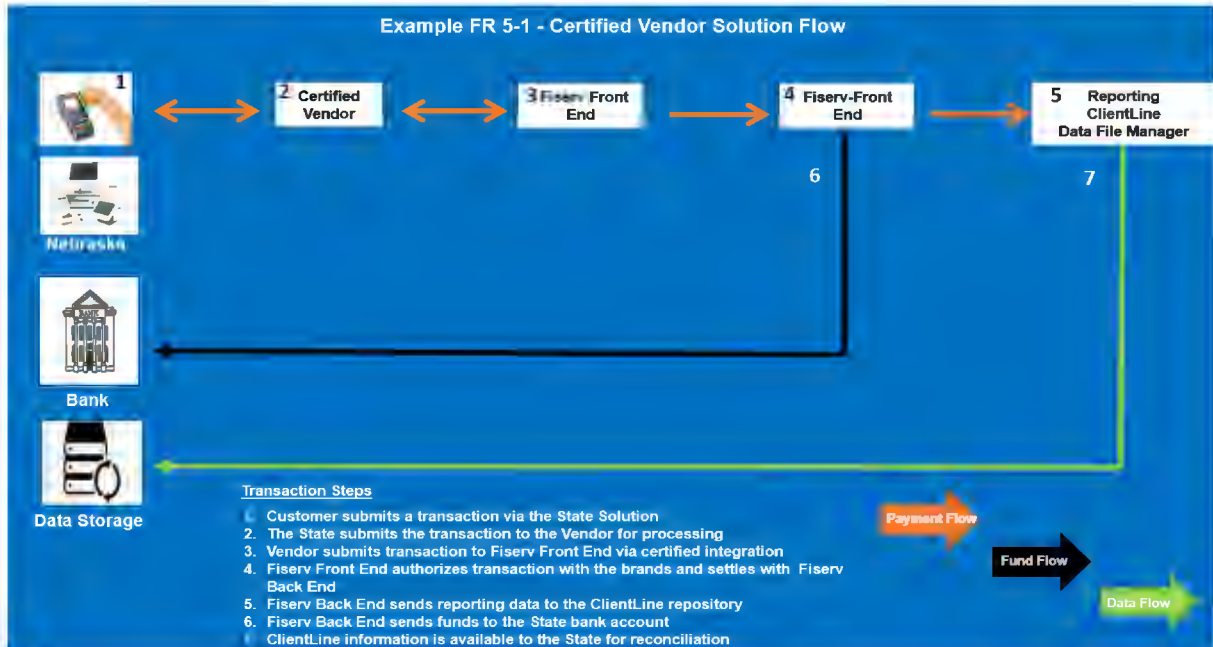 Example FR 5-1 - Certified Vendor Solution Flow
1
2 Certified
Vendor
3 Fiserv Front
End
4 Fiserv-Front
End
5 Reporting
ClientLine
Data File Manager
6
7
Nebraska
BANK
Bank
Data Storage
Transaction Steps
Customer submits a transaction via the State Solution
2. The State submits the transaction to the Vendor for processing
3. Vendor submits transaction to Fiserv Front End via certified integration
4. Fiserv Front End authorizes transaction with the brands and settles with Fiserv
Back End
5. Fiserv Back End sends reporting data to the ClientLine repository
6. Fiserv Back End sends funds to the State bank account
ClientLine information is available to the State for reconciliation
Payment Flow
Fund Flow
Data Flow